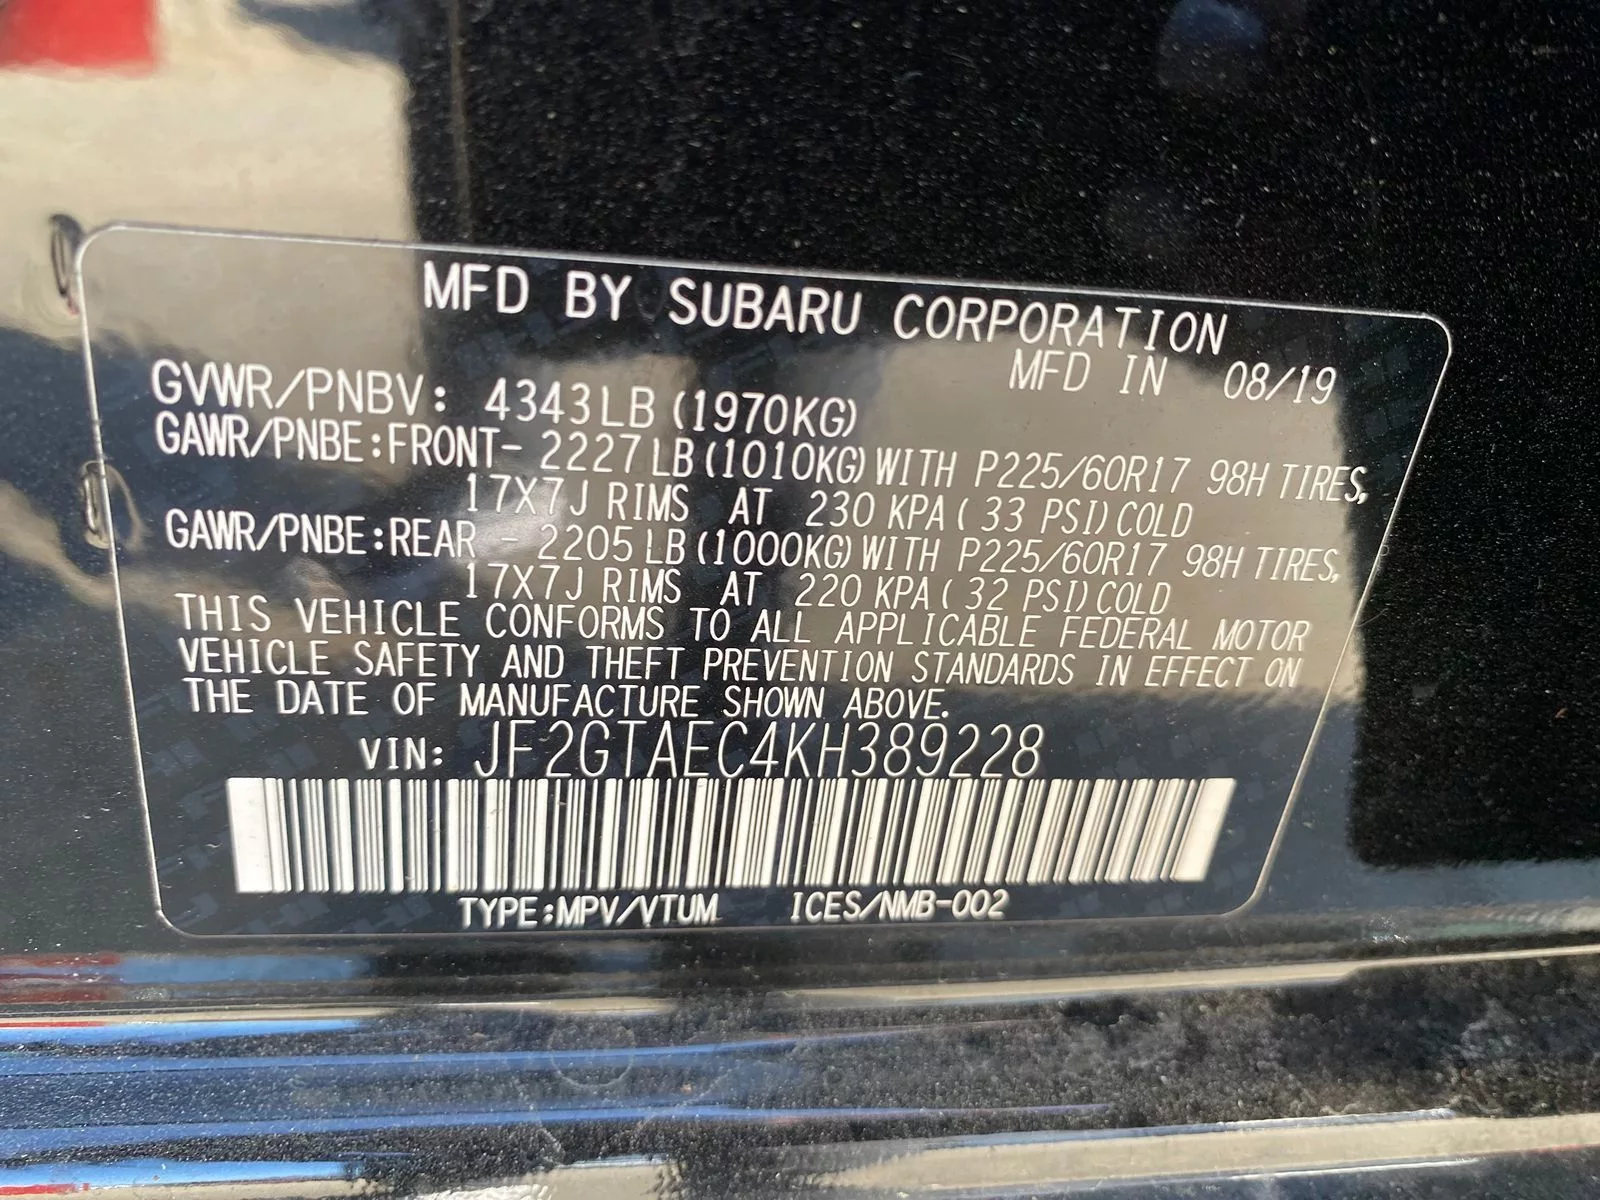 MFD BY SUBARU CORPORATION
MFD IN 08/19
GVWR/PNBV: 4343LB (1970KG)
GAWR/PNBE:FRONT- 2227LB (1010KG) WITH P225/60R17 98H TIRES,
17X7J RIMS AT 230 KPA ( 33 PSI) COLD
GAWR/PNBE:REAR - 2205LB (1000KG) WITH P225/60R17 98H TIRES,
17X7J RIMS AT 220 KPA ( 32 PSI) COLD
THIS VEHICLE CONFORMS TO ALL APPLICABLE FEDERAL MOTOR
VEHICLE SAFETY AND THEFT PREVENTION STANDARDS IN EFFECT ON
THE DATE OF MANUFACTURE SHOWN ABOVE.
VIN: JF2GTAEC4KH389228
TYPE:MPV/VTUM ICES/NMB-002